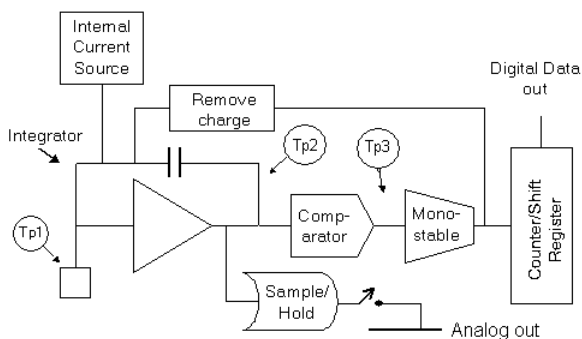 Internal
Current
Source
Digital Data
out
Remove
charge
Integrator
Tp2
Tp3
Tp1
Comp-
arator
Mono-
stable
Counter/Shift
Register
Sample/
Hold
Analog out